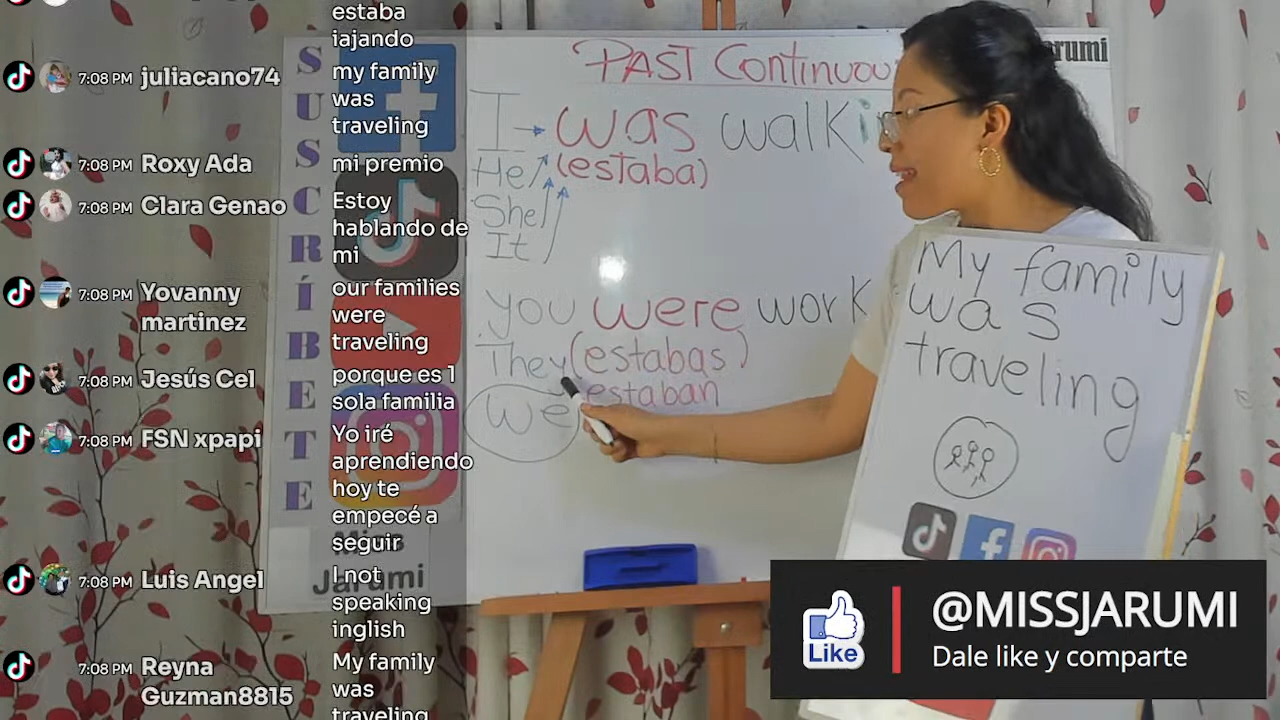 estaba
iajando
7:08 PM juliacano74
my family
was
traveling
7:08 PM Roxy Ada
mi premio
7:08 PM Clara Genao
Estoy
hablando de
mi
7:08 PM Yovanny
martinez
our families
were
traveling
7:08 PM Jesús Cel
porque es 1
sola familia
7:08 PM FSN xpapi
Yo iré
aprendiendo
hoy te
empecé a
seguir
7:08 PM Luis Angel
I not
speaking
inglish
7:08 PM Reyna
Guzman8815
My family
was
traveling
SUSCRÍBETE
Jarumi
PAST Continuou
arumi
I → was walki
He (estaba)
She
It
you were work
They (estabas)
we estaban
My family
was
traveling
Like
@MISSJARUMI
Dale like y comparte